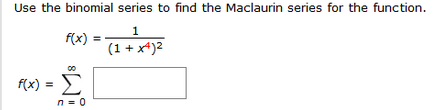 Use the binomial series to find the Maclaurin series for the function.
f(x) = 1 / (1 + x⁴)²
f(x) = ∞ Σ n = 0